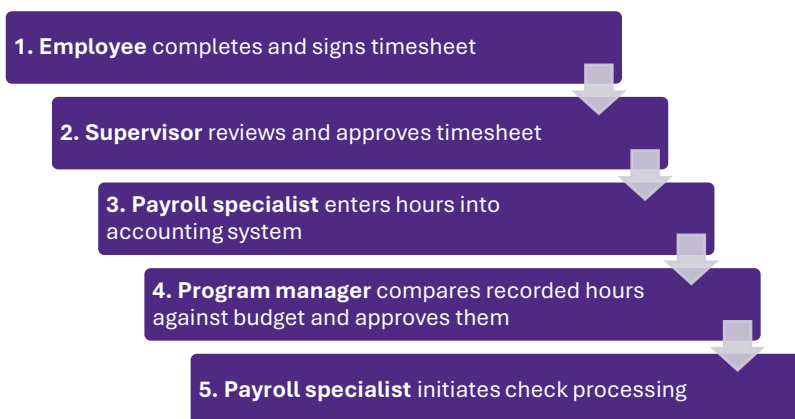 1. Employee completes and signs timesheet
2. Supervisor reviews and approves timesheet
3. Payroll specialist enters hours into
accounting system
4. Program manager compares recorded hours
against budget and approves them
5. Payroll specialist initiates check processing